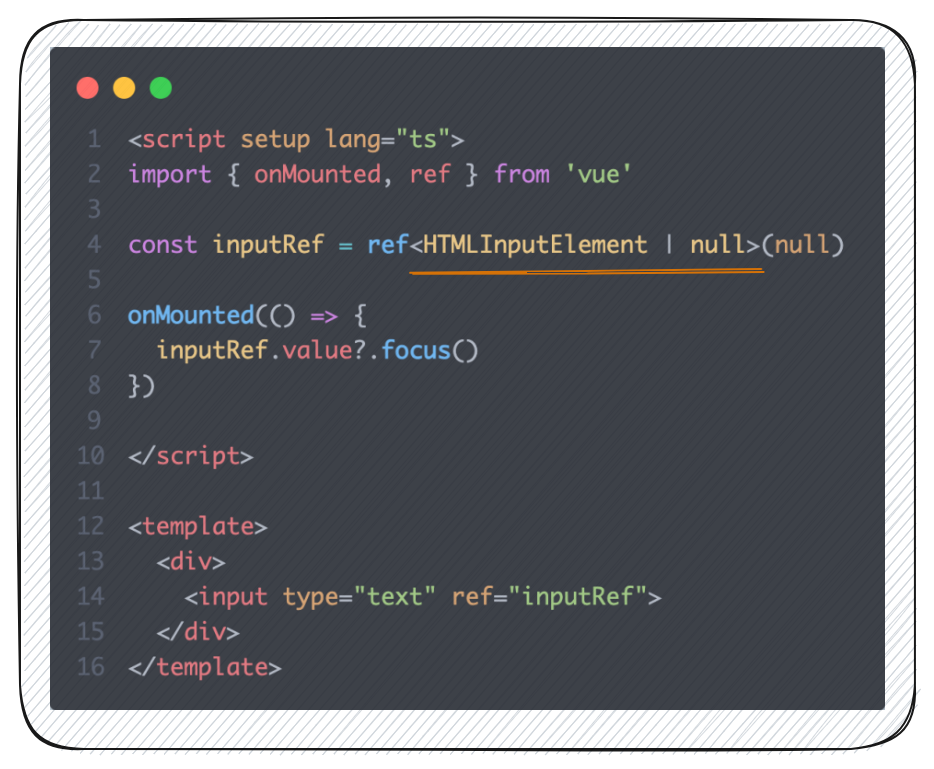 1 <script setup lang="ts">
2 import { onMounted, ref } from 'vue'
3
4 const inputRef = ref<HTMLInputElement | null>(null)
5
6 onMounted(() => {
7   inputRef.value?.focus()
8 })
9
10 </script>
11
12 <template>
13   <div>
14     <input type="text" ref="inputRef">
15   </div>
16 </template>